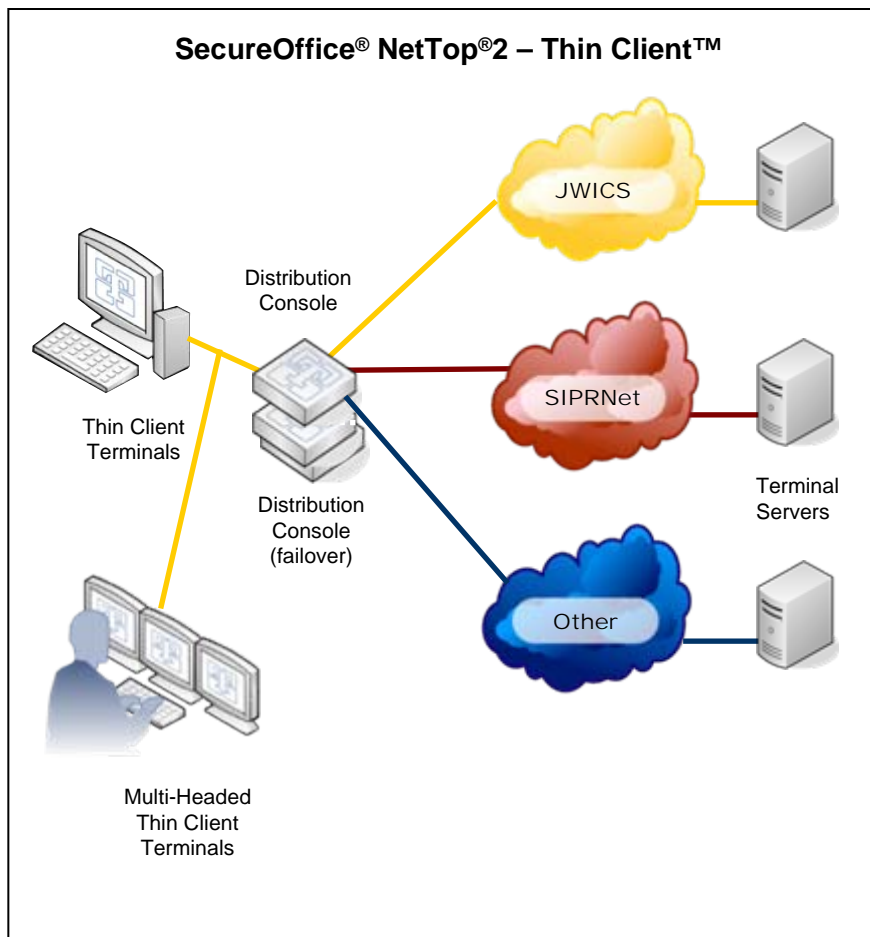 SecureOffice® NetTop®2 – Thin Client™
JWICS
Distribution
Console
SIPRNet
Thin Client
Terminals
Terminal
Servers
Distribution
Console
(failover)
Other
Multi-Headed
Thin Client
Terminals